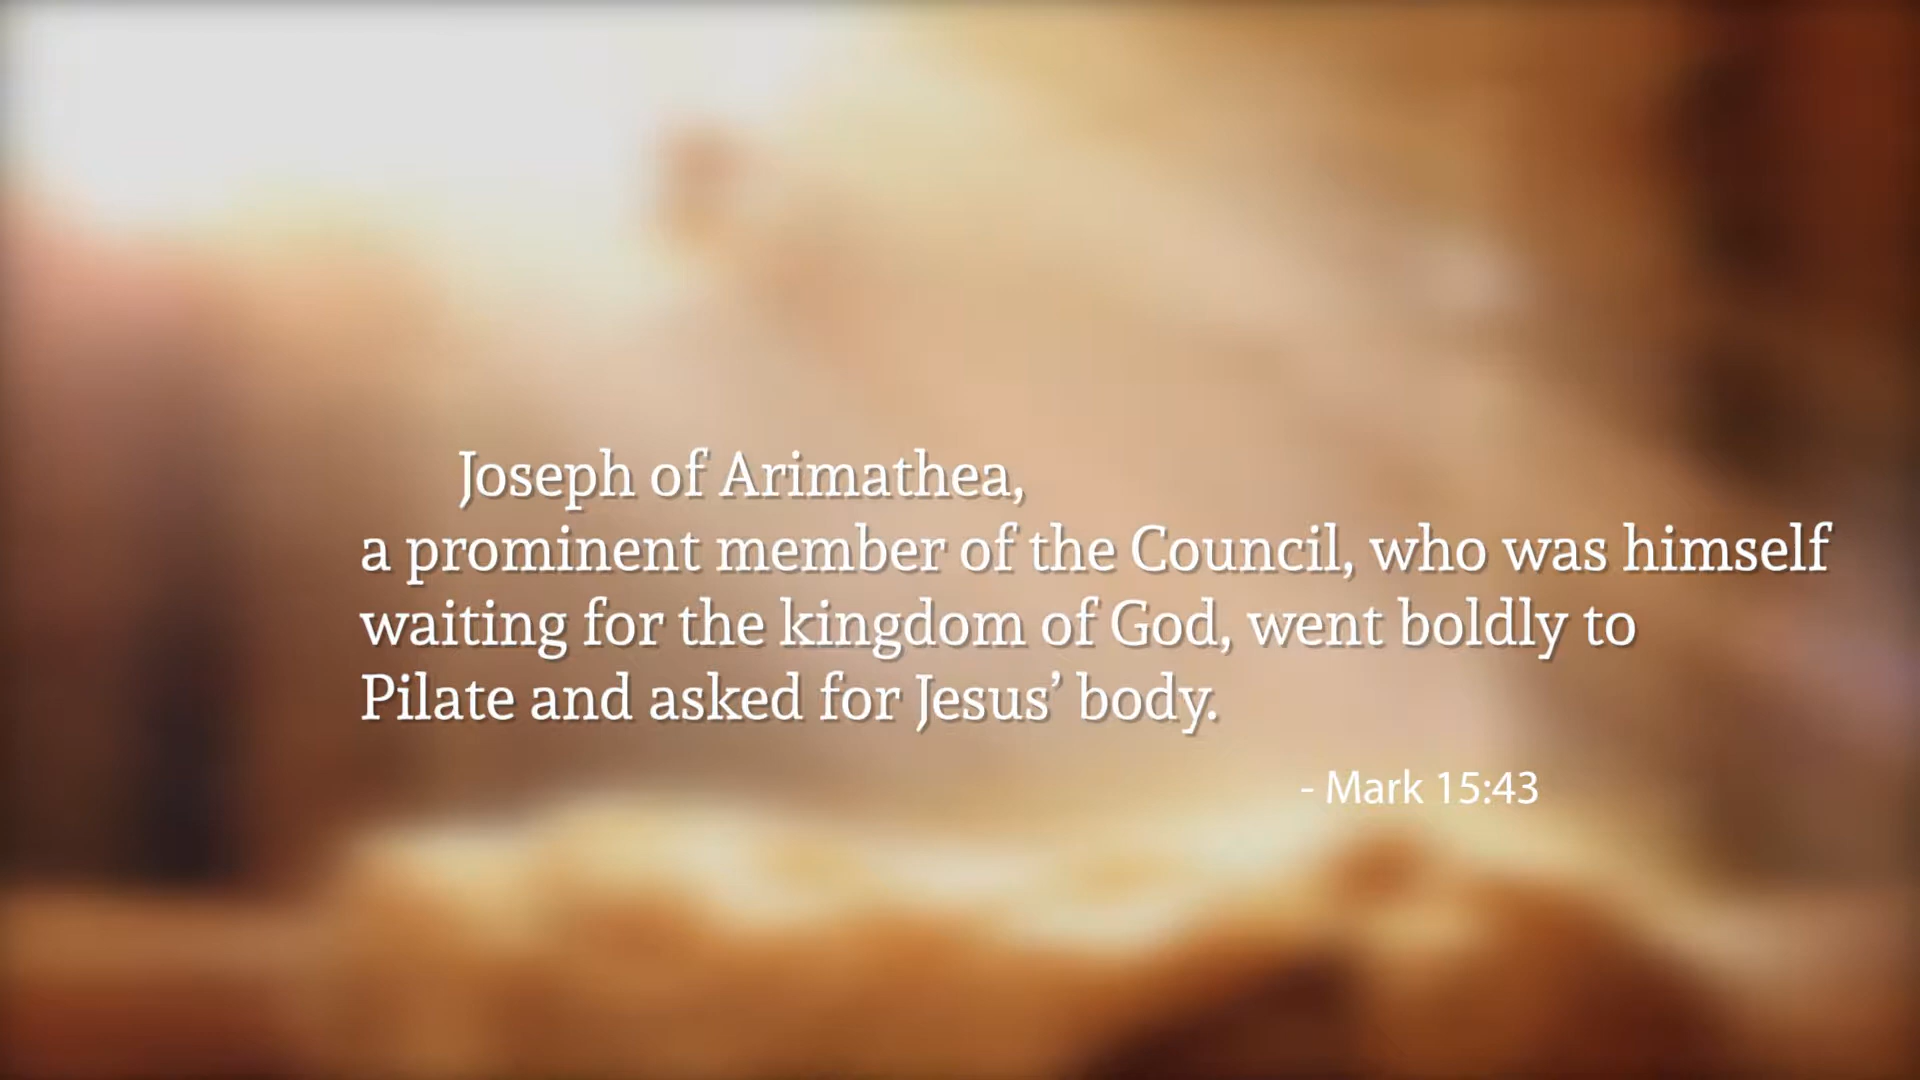 Joseph of Arimathea,
a prominent member of the Council, who was himself
waiting for the kingdom of God, went boldly to
Pilate and asked for Jesus’ body.
- Mark 15:43